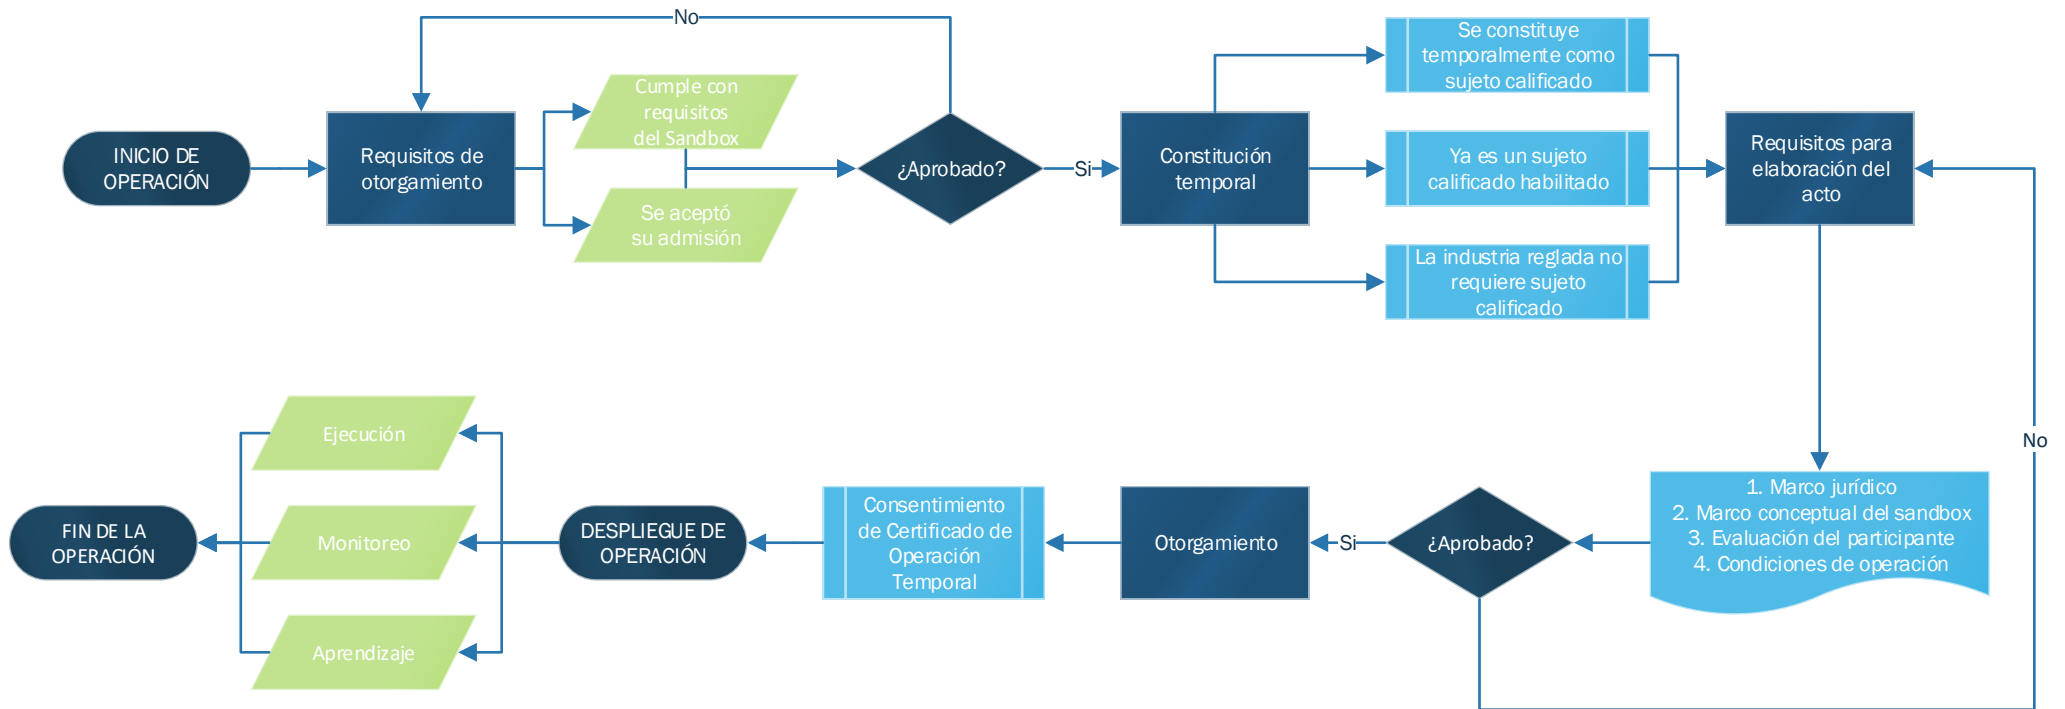 No
INICIO DE
OPERACIÓN
Requisitos de
otorgamiento
Cumple con
requisitos
del Sandbox
Se aceptó
su admisión
¿Aprobado?
Si
Constitución
temporal
Se constituye
temporalmente como
sujeto calificado
Ya es un sujeto
calificado habilitado
La industria reglada no
requiere sujeto
calificado
Requisitos para
elaboración del
acto
No
1. Marco jurídico
2. Marco conceptual del sandbox
3. Evaluación del participante
4. Condiciones de operación
¿Aprobado?
Si
Otorgamiento
Consentimiento
de Certificado de
Operación
Temporal
DESPLIEGUE DE
OPERACIÓN
Ejecución
Monitoreo
Aprendizaje
FIN DE LA
OPERACIÓN